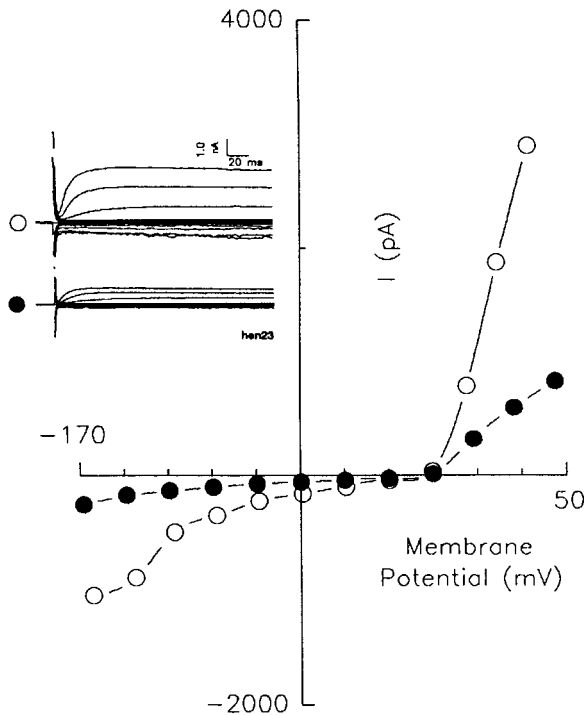 4000
1.0
nA
20 ms
I (pA)
hen23
−170
50
Membrane
Potential (mV)
−2000